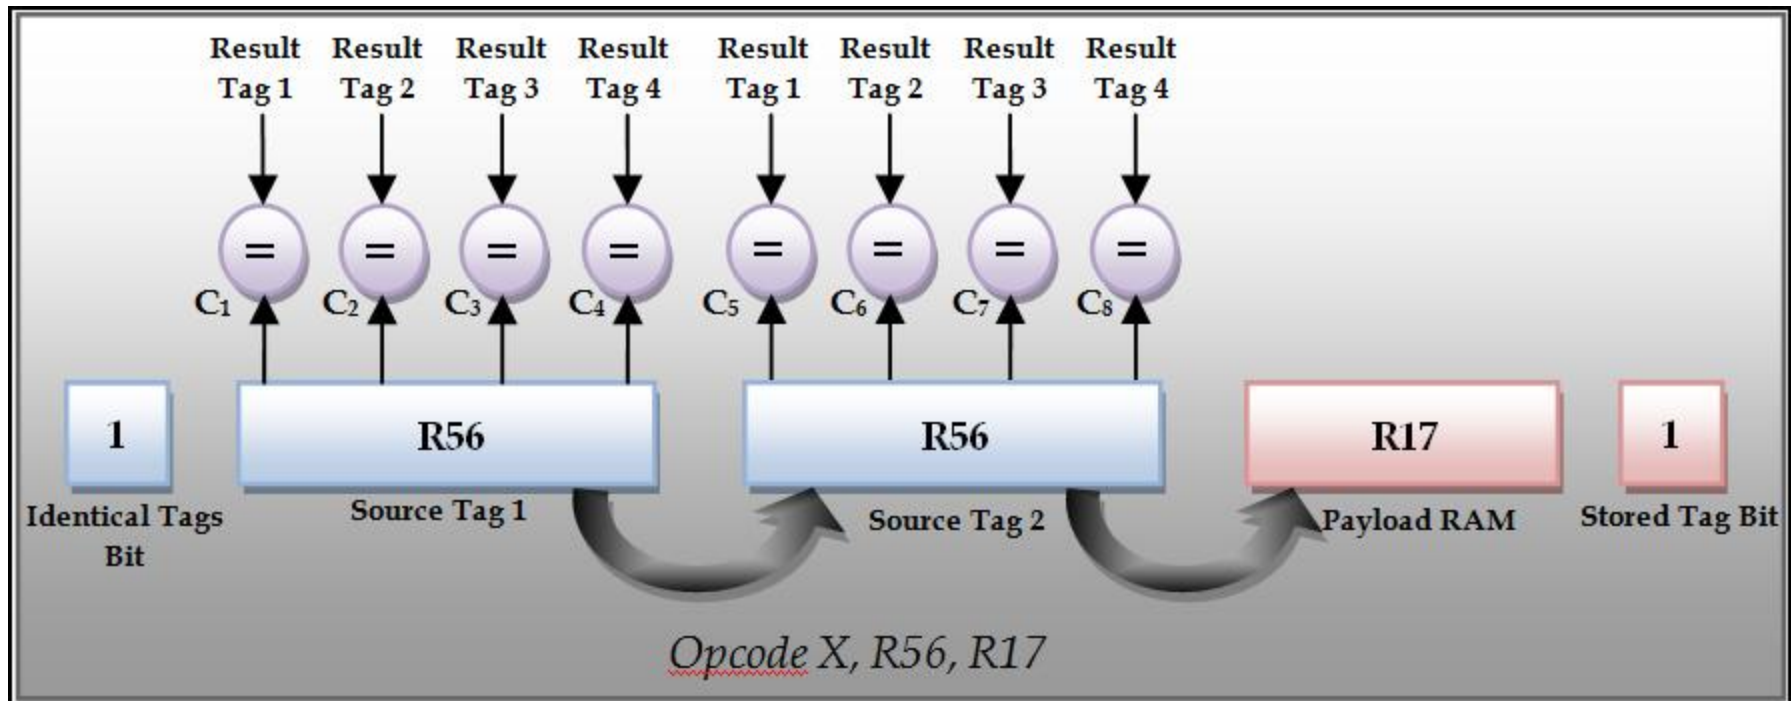 Result Result Result Result Result Result Result Result
Tag 1 Tag 2 Tag 3 Tag 4 Tag 1 Tag 2 Tag 3 Tag 4
= = = = = = = =
C1 C2 C3 C4 C5 C6 C7 C8
1 R56 R56 R17 1
Identical Tags Bit
Source Tag 1
Source Tag 2
Payload RAM
Stored Tag Bit
Opcode X, R56, R17